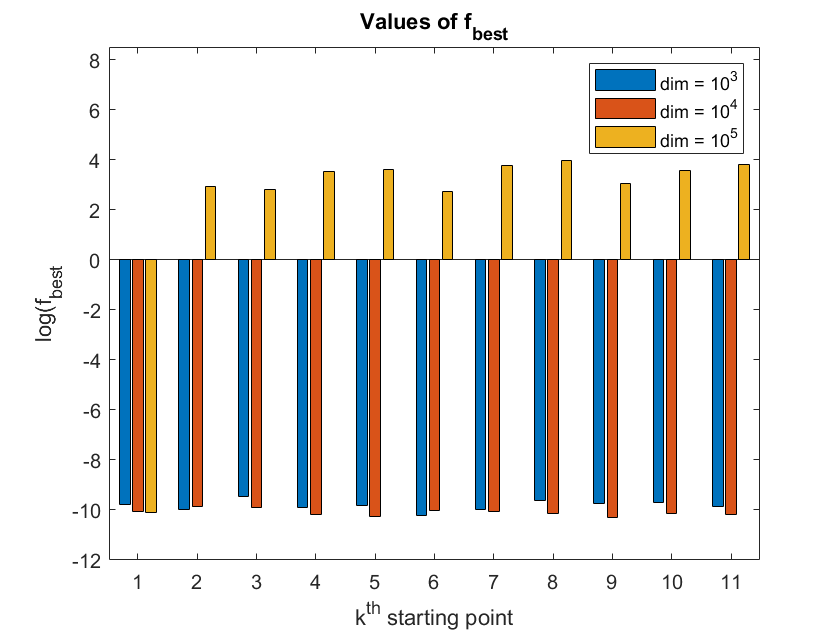 Values of f_best
8
6
4
2
0
-2
-4
-6
-8
-10
-12
log(f_best
dim = 10^3
dim = 10^4
dim = 10^5
1 2 3 4 5 6 7 8 9 10 11
k^th starting point